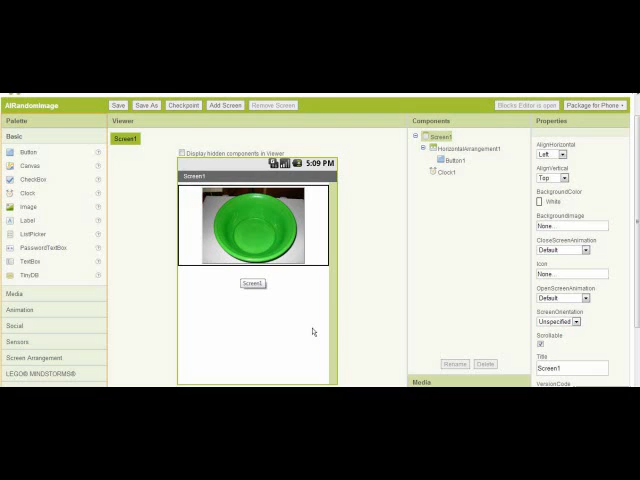 AIRandomImage Save Save As Checkpoint Add Screen Remove Screen Blocks Editor is open Package for Phone
Palette
Basic
Button
Canvas
CheckBox
Clock
Image
Label
ListPicker
PasswordTextBox
TextBox
TinyDB
Media
Animation
Social
Sensors
Screen Arrangement
LEGO® MINDSTORMS®
Viewer
Screen1
Display hidden components in Viewer
5:09 PM
Screen1
Screen1
Components
Screen1
HorizontalArrangement1
Button1
Clock1
Rename Delete
Media
Properties
AlignHorizontal
Left
AlignVertical
Top
BackgroundColor
White
BackgroundImage
None...
CloseScreenAnimation
Default
Icon
None...
OpenScreenAnimation
Default
ScreenOrientation
Unspecified
Scrollable
Title
Screen1
VersionCode